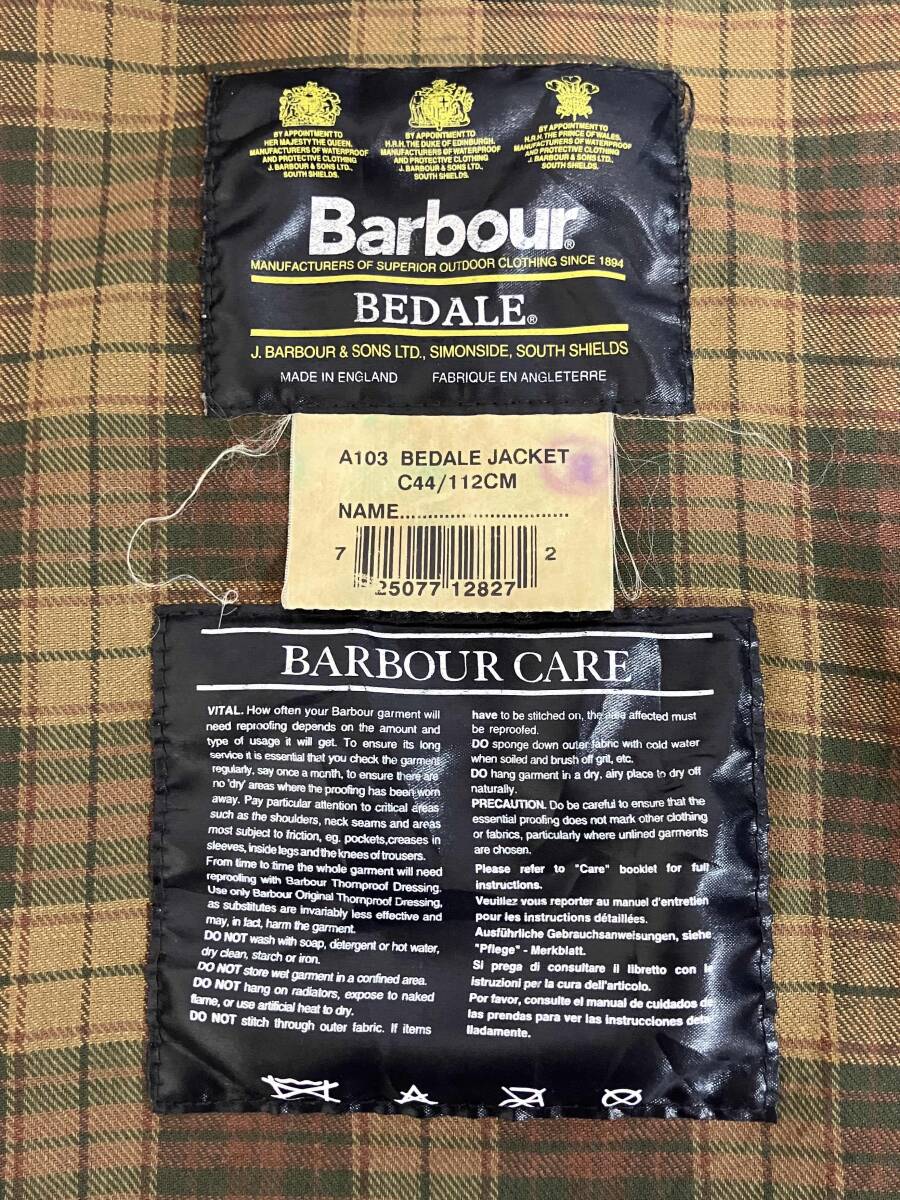 BY APPOINTMENT TO
HER MAJESTY THE QUEEN,
MANUFACTURERS OF WATERPROOF
AND PROTECTIVE CLOTHING
J. BARBOUR & SONS LTD.,
SOUTH SHIELDS.
BY APPOINTMENT TO
H.R.H. THE DUKE OF EDINBURGH,
MANUFACTURERS OF WATERPROOF
AND PROTECTIVE CLOTHING
J. BARBOUR & SONS LTD.,
SOUTH SHIELDS.
BY APPOINTMENT TO
H.R.H. THE PRINCE OF WALES,
MANUFACTURERS OF WATERPROOF
AND PROTECTIVE CLOTHING
J. BARBOUR & SONS LTD.,
SOUTH SHIELDS.
Barbour®
MANUFACTURERS OF SUPERIOR OUTDOOR CLOTHING SINCE 1894
BEDALE®
J. BARBOUR & SONS LTD., SIMONSIDE, SOUTH SHIELDS
MADE IN ENGLAND FABRIQUE EN ANGLETERRE
A103 BEDALE JACKET
C44/112CM
NAME.................................
7 25077 12827 2
BARBOUR CARE
VITAL. How often your Barbour garment will
need reproofing depends on the amount and
type of usage it will get. To ensure its long
service it is essential that you check the garment
regularly, say once a month, to ensure there are
no 'dry' areas where the proofing has been worn
away. Pay particular attention to critical areas
such as the shoulders, neck seams and areas
most subject to friction, eg. pockets,creases in
sleeves, inside legs and the knees of trousers.
From time to time the whole garment will need
reproofing with Barbour Thornproof Dressing.
Use only Barbour Original Thornproof Dressing,
as substitutes are invariably less effective and
may, in fact, harm the garment.
DO NOT wash with soap, detergent or hot water,
dry clean, starch or iron.
DO NOT store wet garment in a confined area.
DO NOT hang on radiators, expose to naked
flame, or use artificial heat to dry.
DO NOT stitch through outer fabric. If items
have to be stitched on, the area affected must
be reproofed.
DO sponge down outer fabric with cold water
when soiled and brush off grit, etc.
DO hang garment in a dry, airy place to dry off
naturally.
PRECAUTION. Do be careful to ensure that the
essential proofing does not mark other clothing
or fabrics, particularly where unlined garments
are chosen.
Please refer to "Care" booklet for full
instructions.
Veuillez vous reporter au manuel d'entretien
pour les instructions détaillées.
Ausführliche Gebrauchsanweisungen, siehe
"Pflege" - Merkblatt.
Si prega di consultare il libretto con le
istruzioni per la cura dell'articolo.
Por favor, consulte el manual de cuidados de
las prendas para ver las instrucciones deta
lladamente.